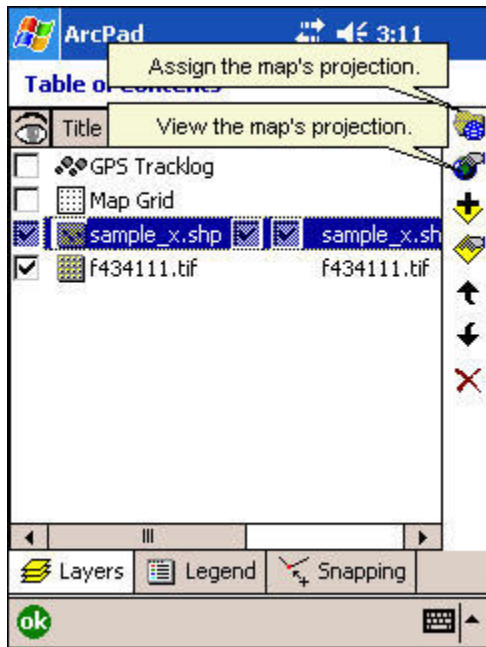 ArcPad 3:11
Assign the map's projection.
Table of Contents
View the map's projection.
Title
GPS Tracklog
Map Grid
sample_x.shp sample_x.sh
f434111.tif f434111.tif
Layers Legend Snapping
ok